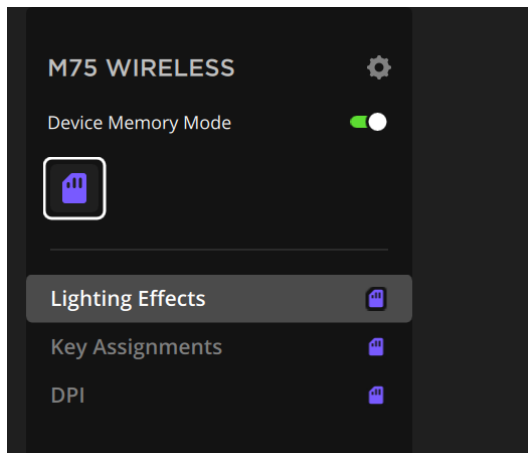 M75 WIRELESS
Device Memory Mode
Lighting Effects
Key Assignments
DPI